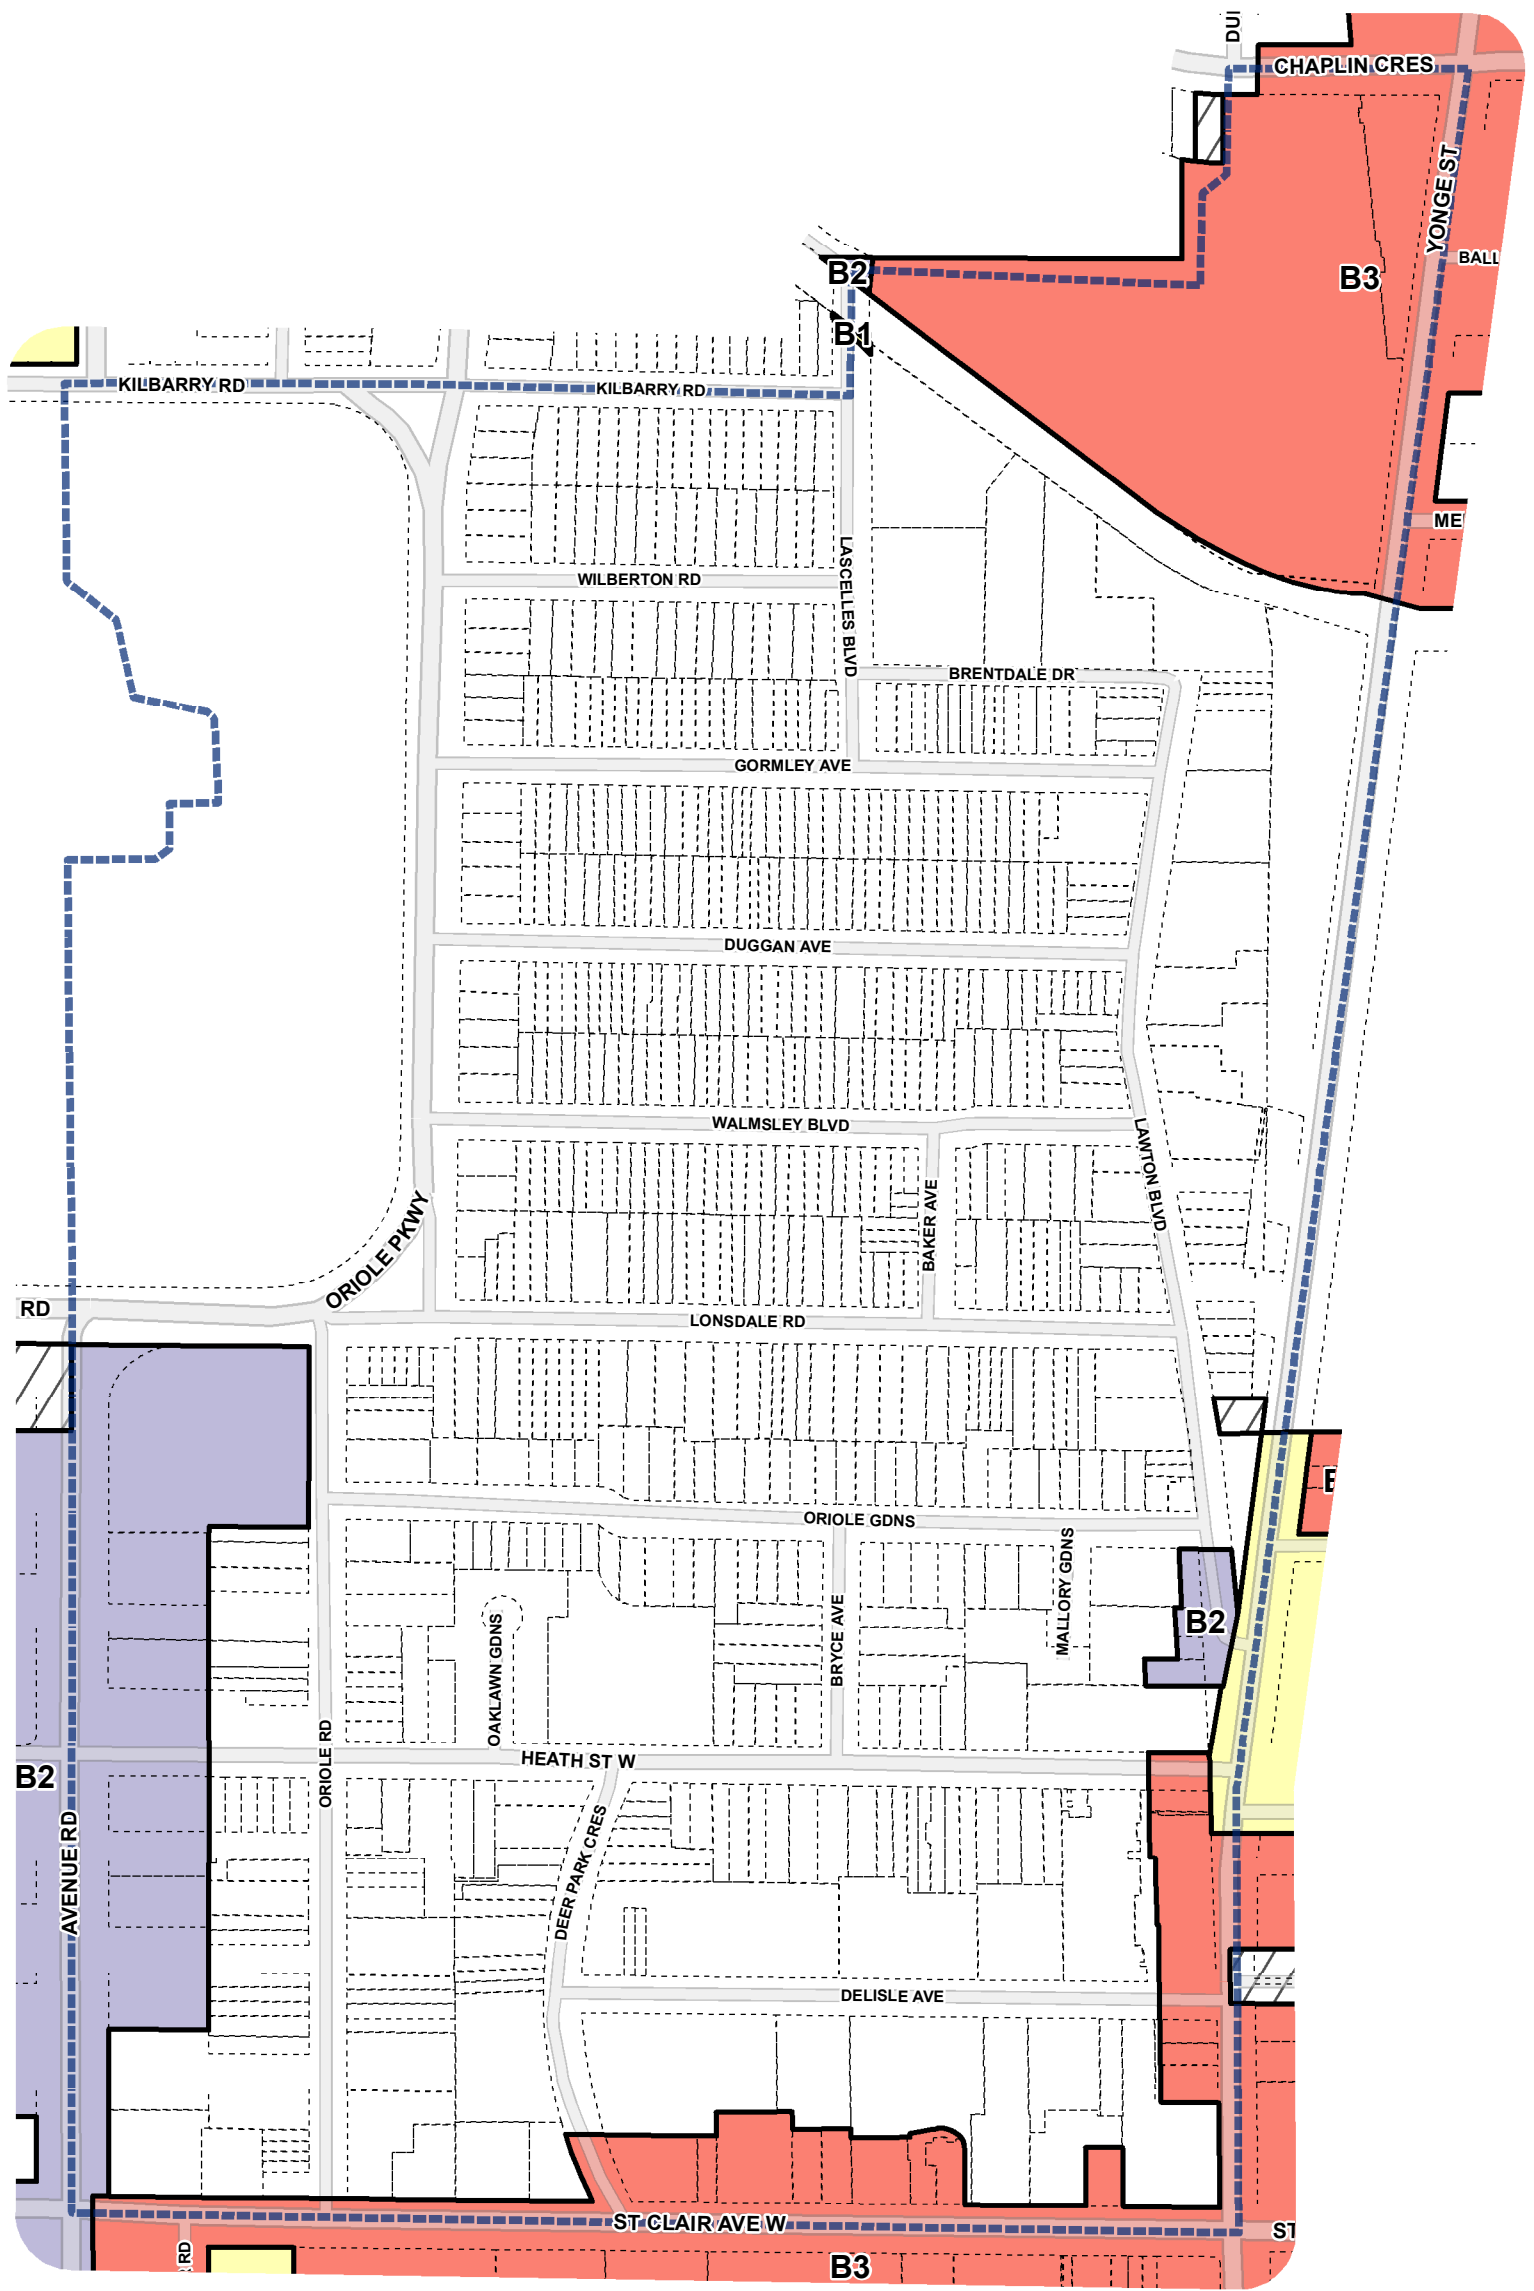 DUI
CHAPLIN CRES
YONGE ST
BALL
B3
B2
B1
KILBARRY RD
KILBARRY RD
ME
WILBERTON RD
LASCELLES BLVD
BRENTDALE DR
GORMLEY AVE
DUGGAN AVE
WALMSLEY BLVD
LAWTON BLVD
BAKER AVE
ORIOLE PKWY
RD
LONSDALE RD
ORIOLE GDNS
MALLORY GDNS
B2
BRYCE AVE
OAKLAWN GDNS
HEATH ST W
ORIOLE RD
B2
AVENUE RD
DEER PARK CRES
DELISLE AVE
ST CLAIR AVE W
ST
RD
B3